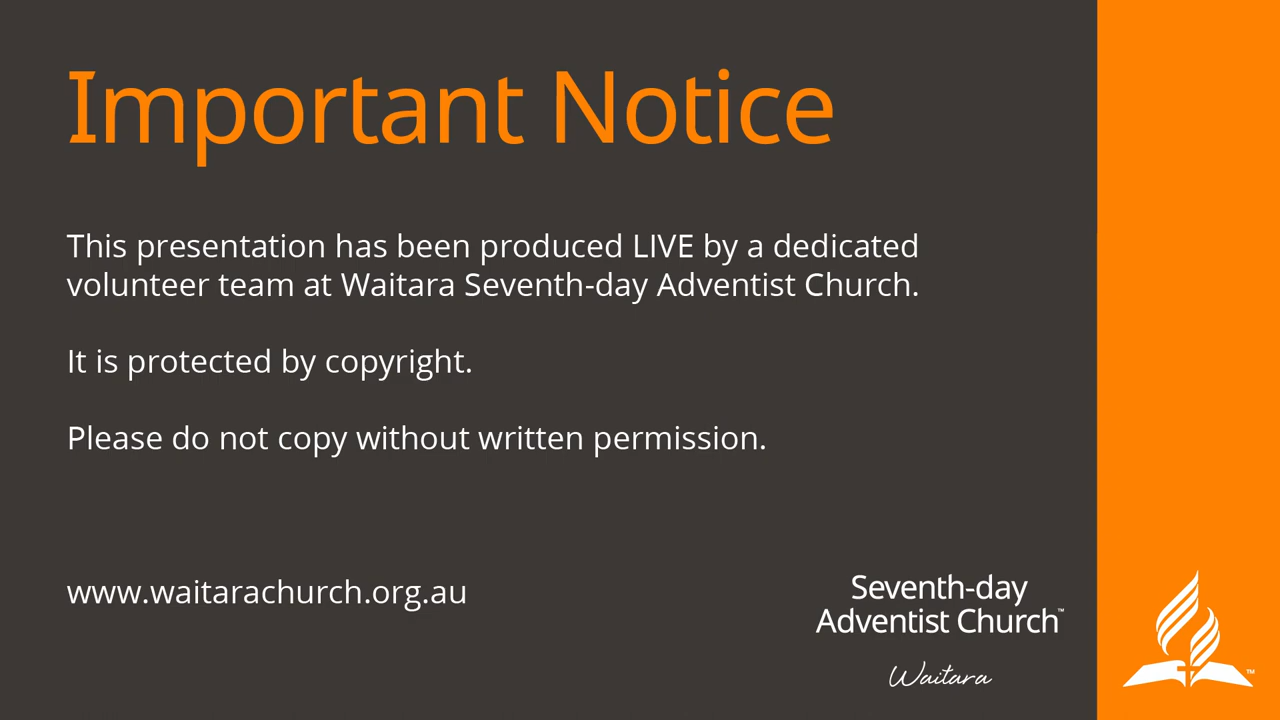 Important Notice
This presentation has been produced LIVE by a dedicated
volunteer team at Waitara Seventh-day Adventist Church.
It is protected by copyright.
Please do not copy without written permission.
www.waitarachurch.org.au
Seventh-day
Adventist Church™
Waitara
™